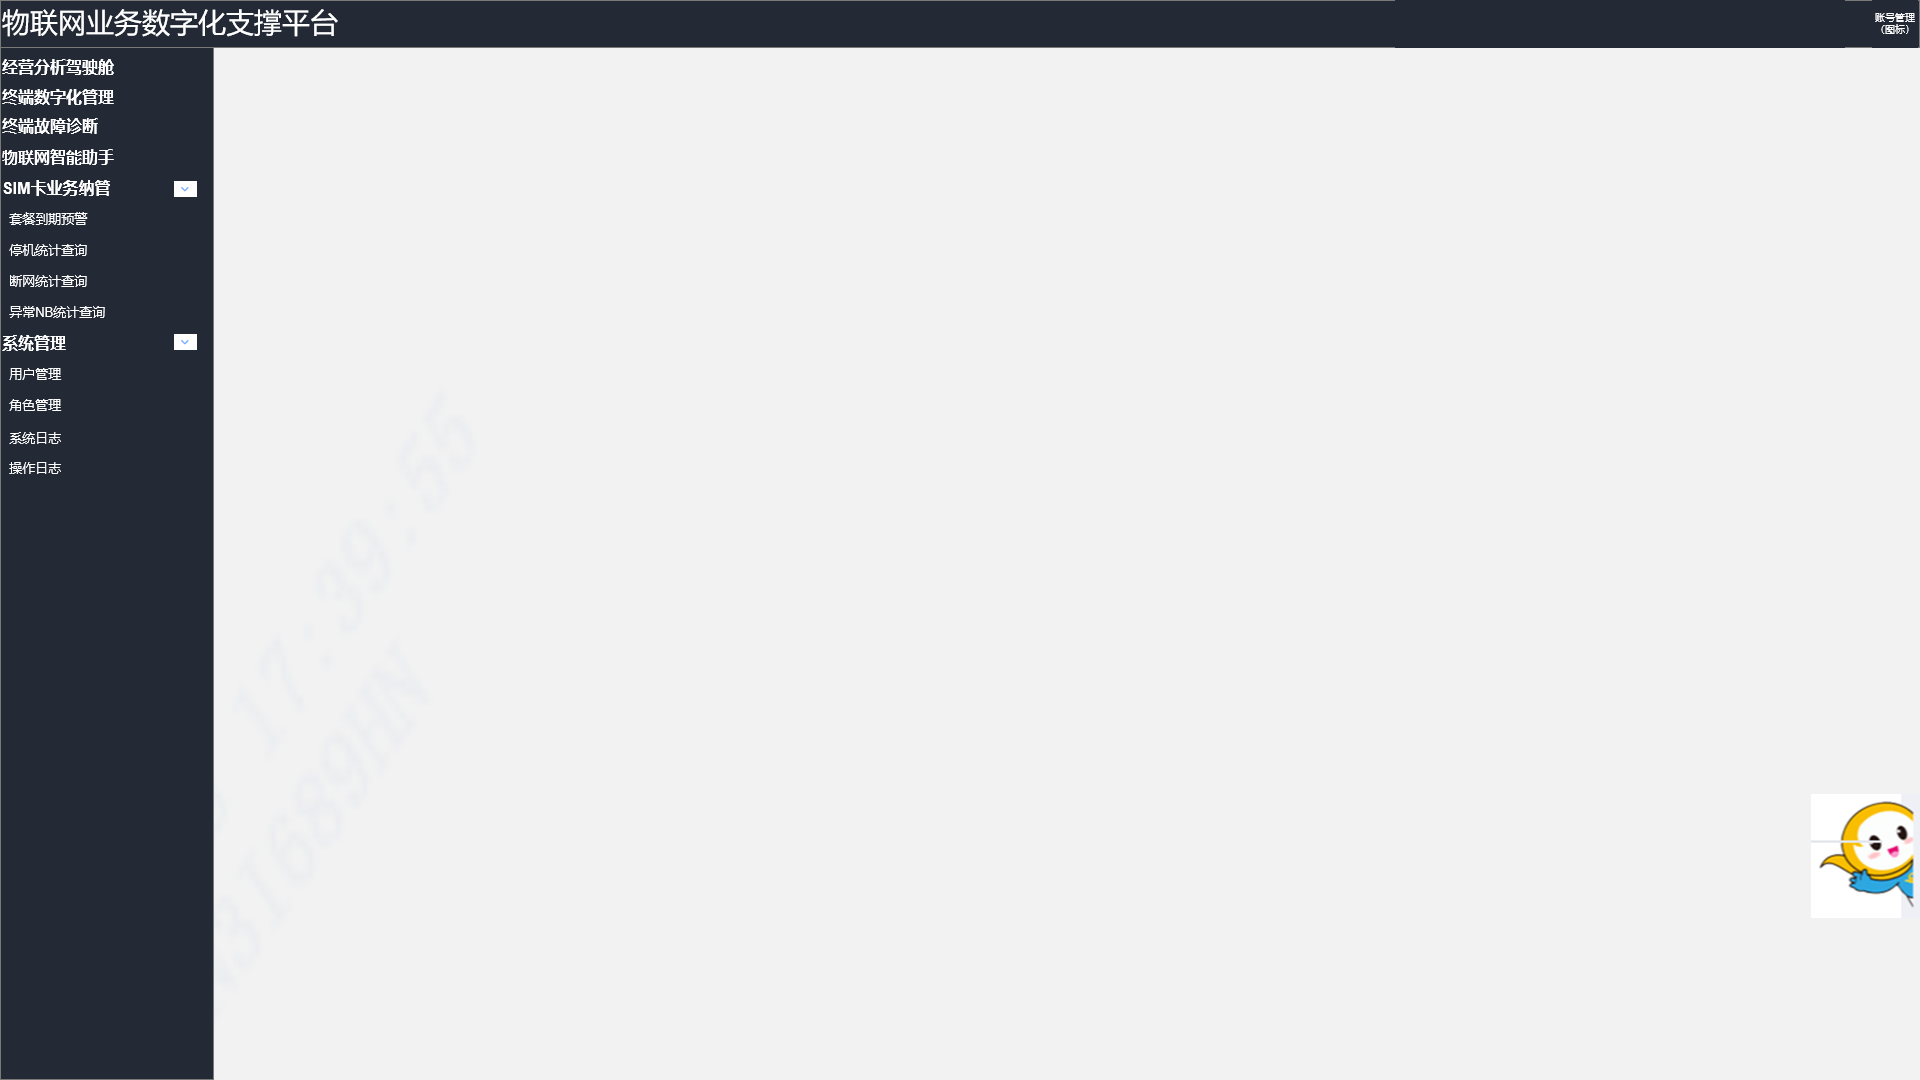 物联网业务数字化支撑平台
账号管理
（图标）
经营分析驾驶舱
终端数字化管理
终端故障诊断
物联网智能助手
SIM卡业务纳管
套餐到期预警
停机统计查询
断网统计查询
异常NB统计查询
系统管理
用户管理
角色管理
系统日志
操作日志
17:39:55
31689HN